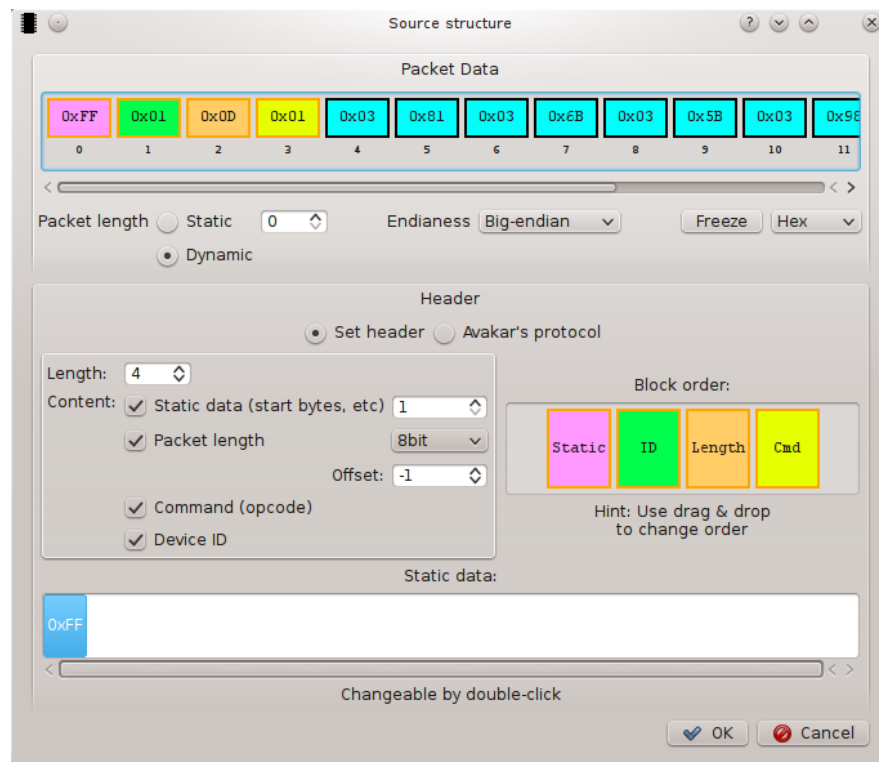 Source structure
Packet Data
0xFF 0x01 0x0D 0x01 0x03 0x81 0x03 0x6B 0x03 0x5B 0x03 0x98
0 1 2 3 4 5 6 7 8 9 10 11
Packet length Static 0 Endianess Big-endian Freeze Hex
Dynamic
Header
Set header Avakar's protocol
Length: 4
Content: Static data (start bytes, etc) 1
Packet length 8bit
Offset: -1
Command (opcode)
Device ID
Block order:
Static ID Length Cmd
Hint: Use drag & drop
to change order
Static data:
0xFF
Changeable by double-click
OK Cancel